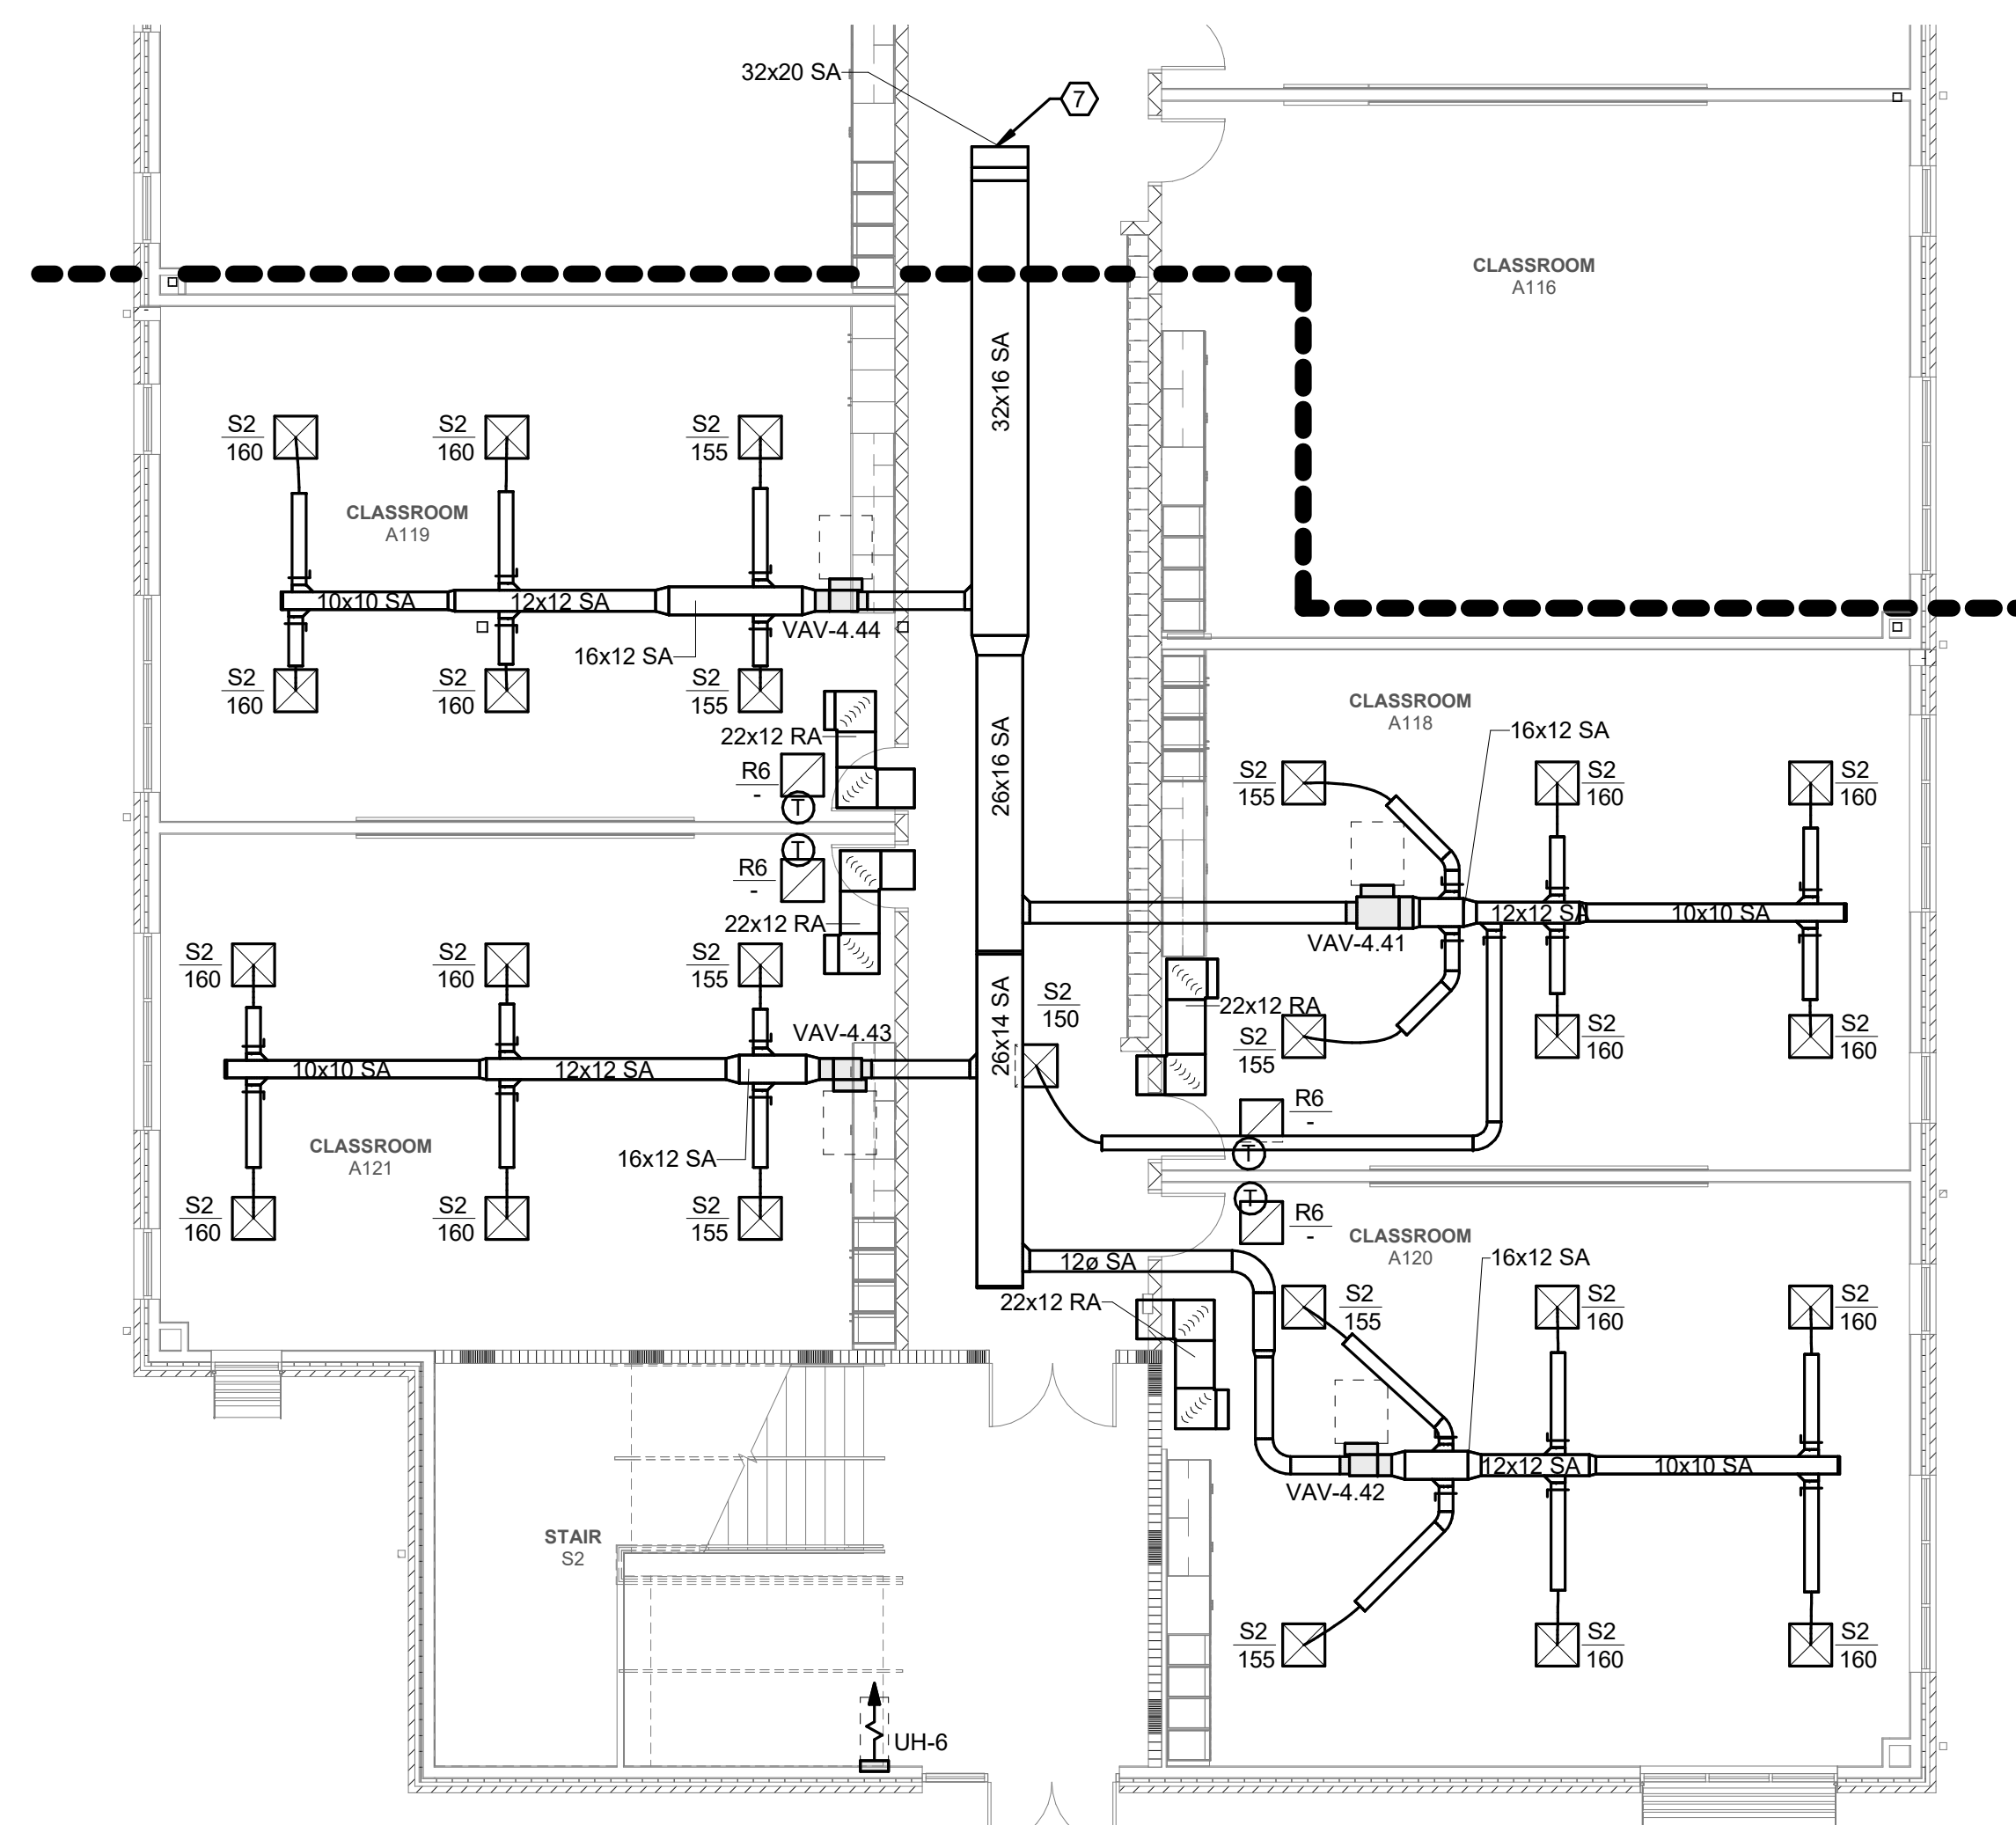 32x20 SA
7
CLASSROOM
A116
32x16 SA
S2
160
S2
160
S2
155
CLASSROOM
A119
10x10 SA
12x12 SA
VAV-4.44
16x12 SA
S2
160
S2
160
S2
155
22x12 RA
R6
-
T
26x16 SA
CLASSROOM
A118
16x12 SA
S2
155
S2
160
S2
160
T
R6
-
22x12 RA
12x12 SA
10x10 SA
VAV-4.41
S2
160
S2
160
S2
155
26x14 SA
S2
150
22x12 RA
S2
155
S2
160
S2
160
VAV-4.43
10x10 SA
12x12 SA
16x12 SA
CLASSROOM
A121
R6
-
T
S2
160
S2
160
S2
155
T
R6
-
CLASSROOM
A120
12ø SA
16x12 SA
22x12 RA
S2
155
S2
160
S2
160
12x12 SA
10x10 SA
VAV-4.42
STAIR
S2
S2
155
S2
160
S2
160
UH-6